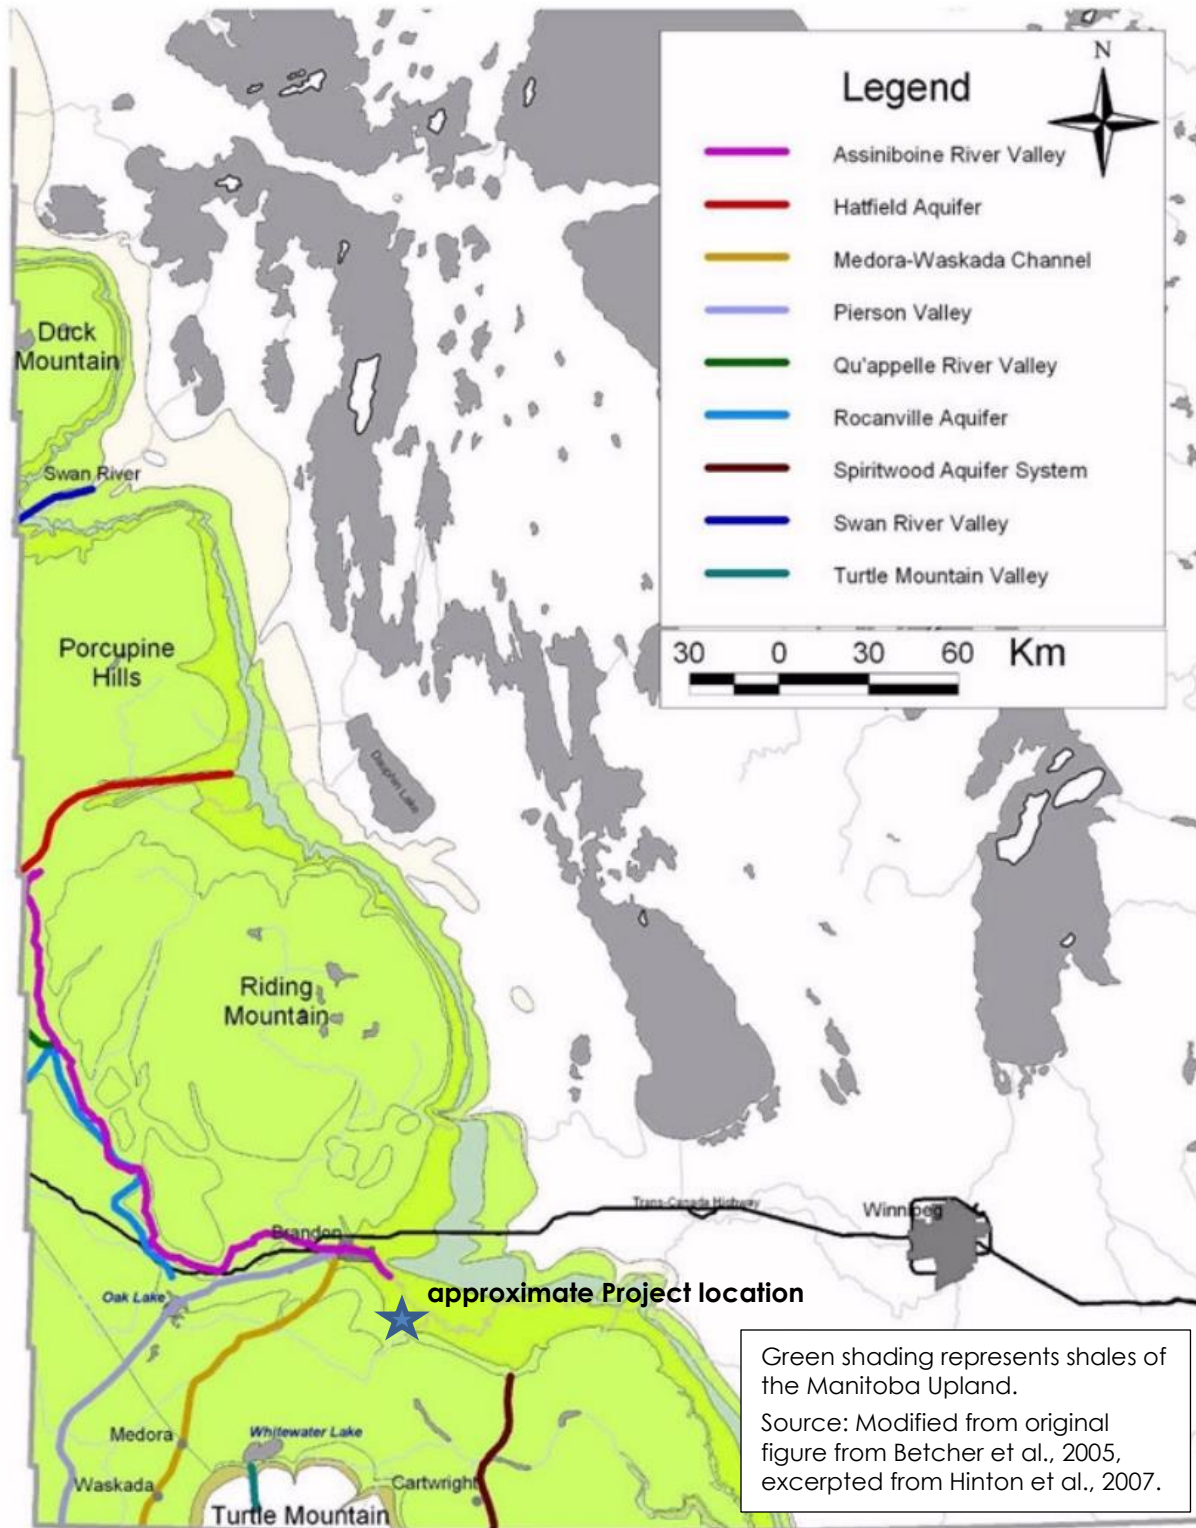 N
Legend
Assiniboine River Valley
Hatfield Aquifer
Medora-Waskada Channel
Pierson Valley
Qu'appelle River Valley
Rocanville Aquifer
Spiritwood Aquifer System
Swan River Valley
Turtle Mountain Valley
30 0 30 60 Km
Duck
Mountain
Swan River
Porcupine
Hills
Dauphin Lake
Riding
Mountain
Trans-Canada Highway
Winnipeg
Brandon
Oak Lake
approximate Project location
Medora
Whitewater Lake
Waskada
Cartwright
Turtle Mountain
Green shading represents shales of
the Manitoba Upland.
Source: Modified from original
figure from Betcher et al., 2005,
excerpted from Hinton et al., 2007.